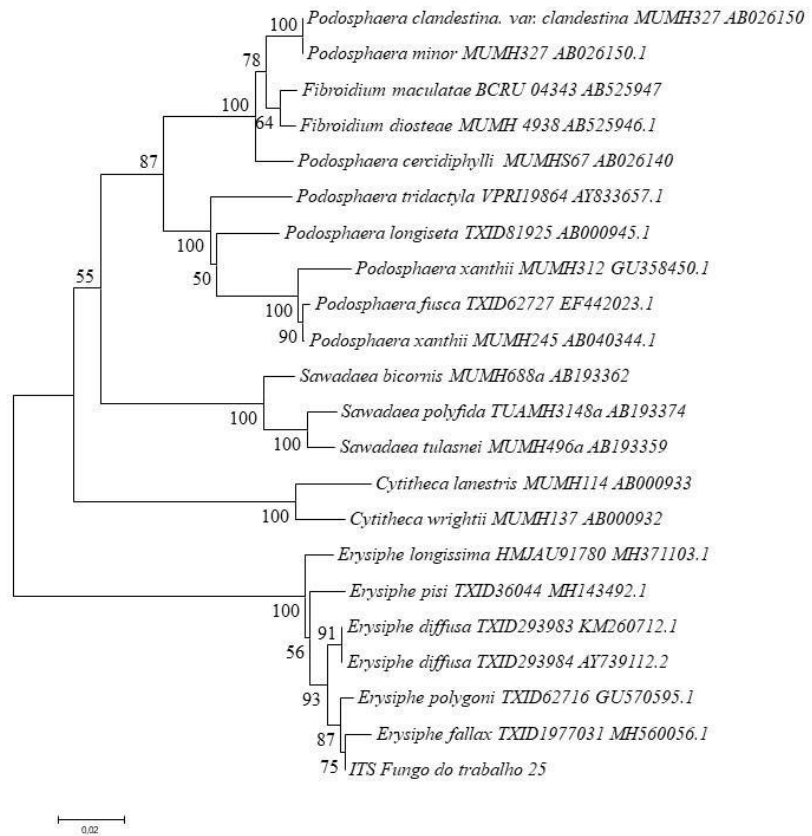 100
Podosphaera clandestina. var. clandestina MUMH327 AB026150
Podosphaera minor MUMH327 AB026150.1
78
Fibroidium maculatae BCRU 04343 AB525947
100
64
Fibroidium diosteae MUMH 4938 AB525946.1
87
Podosphaera cercidiphylli MUMHS67 AB026140
Podosphaera tridactyla VPRI19864 AY833657.1
100
Podosphaera longiseta TXID81925 AB000945.1
55
50
Podosphaera xanthii MUMH312 GU358450.1
100
Podosphaera fusca TXID62727 EF442023.1
90
Podosphaera xanthii MUMH245 AB040344.1
Sawadaea bicornis MUMH688a AB193362
100
Sawadaea polyfida TUAMH3148a AB193374
100
Sawadaea tulasnei MUMH496a AB193359
Cytitheca lanestris MUMH114 AB000933
100
Cytitheca wrightii MUMH137 AB000932
Erysiphe longissima HMJAU91780 MH371103.1
100
Erysiphe pisi TXID36044 MH143492.1
91
Erysiphe diffusa TXID293983 KM260712.1
56
Erysiphe diffusa TXID293984 AY739112.2
93
Erysiphe polygoni TXID62716 GU570595.1
87
Erysiphe fallax TXID1977031 MH560056.1
75
ITS Fungo do trabalho 25
0,02